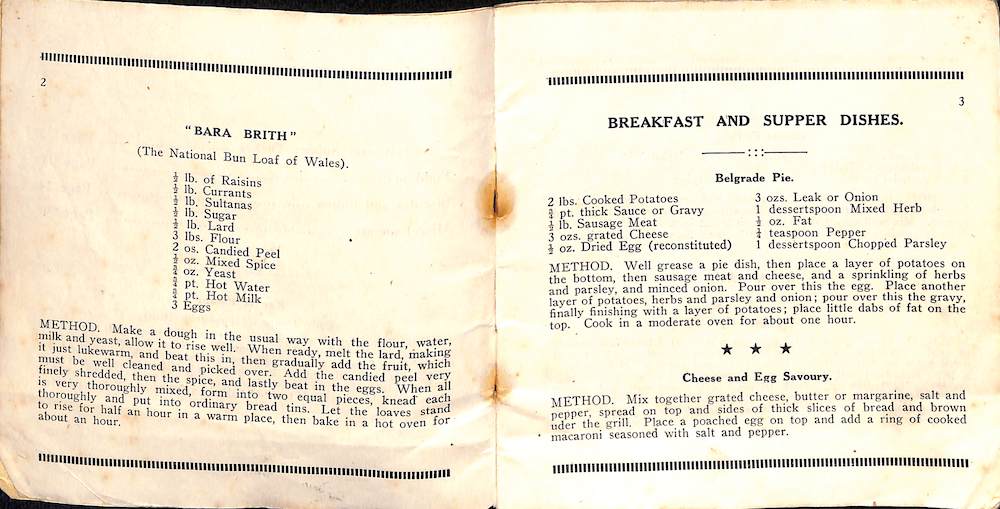 2
"BARA BRITH"
(The National Bun Loaf of Wales).
½ lb. of Raisins
½ lb. Currants
½ lb. Sultanas
½ lb. Sugar
½ lb. Lard
3 lbs. Flour
2 os. Candied Peel
½ oz. Mixed Spice
¾ oz. Yeast
¾ pt. Hot Water
¾ pt. Hot Milk
3 Eggs
METHOD. Make a dough in the usual way with the flour, water,
milk and yeast, allow it to rise well. When ready, melt the lard, making
it just lukewarm, and beat this in, then gradually add the fruit, which
must be well cleaned and picked over. Add the candied peel very
finely shredded, then the spice, and lastly beat in the eggs. When all
is very thoroughly mixed, form into two equal pieces, knead each
thoroughly and put into ordinary bread tins. Let the loaves stand
to rise for half an hour in a warm place, then bake in a hot oven for
about an hour.
3
BREAKFAST AND SUPPER DISHES.
Belgrade Pie.
2 lbs. Cooked Potatoes
¾ pt. thick Sauce or Gravy
½ lb. Sausage Meat
3 ozs. grated Cheese
½ oz. Dried Egg (reconstituted)
3 ozs. Leak or Onion
1 dessertspoon Mixed Herb
½ oz. Fat
¼ teaspoon Pepper
1 dessertspoon Chopped Parsley
METHOD. Well grease a pie dish, then place a layer of potatoes on
the bottom, then sausage meat and cheese, and a sprinkling of herbs
and parsley, and minced onion. Pour over this the egg. Place another
layer of potatoes, herbs and parsley and onion; pour over this the gravy,
finally finishing with a layer of potatoes; place little dabs of fat on the
top. Cook in a moderate oven for about one hour.
★ ★ ★
Cheese and Egg Savoury.
METHOD. Mix together grated cheese, butter or margarine, salt and
pepper, spread on top and sides of thick slices of bread and brown
uder the grill. Place a poached egg on top and add a ring of cooked
macaroni seasoned with salt and pepper.